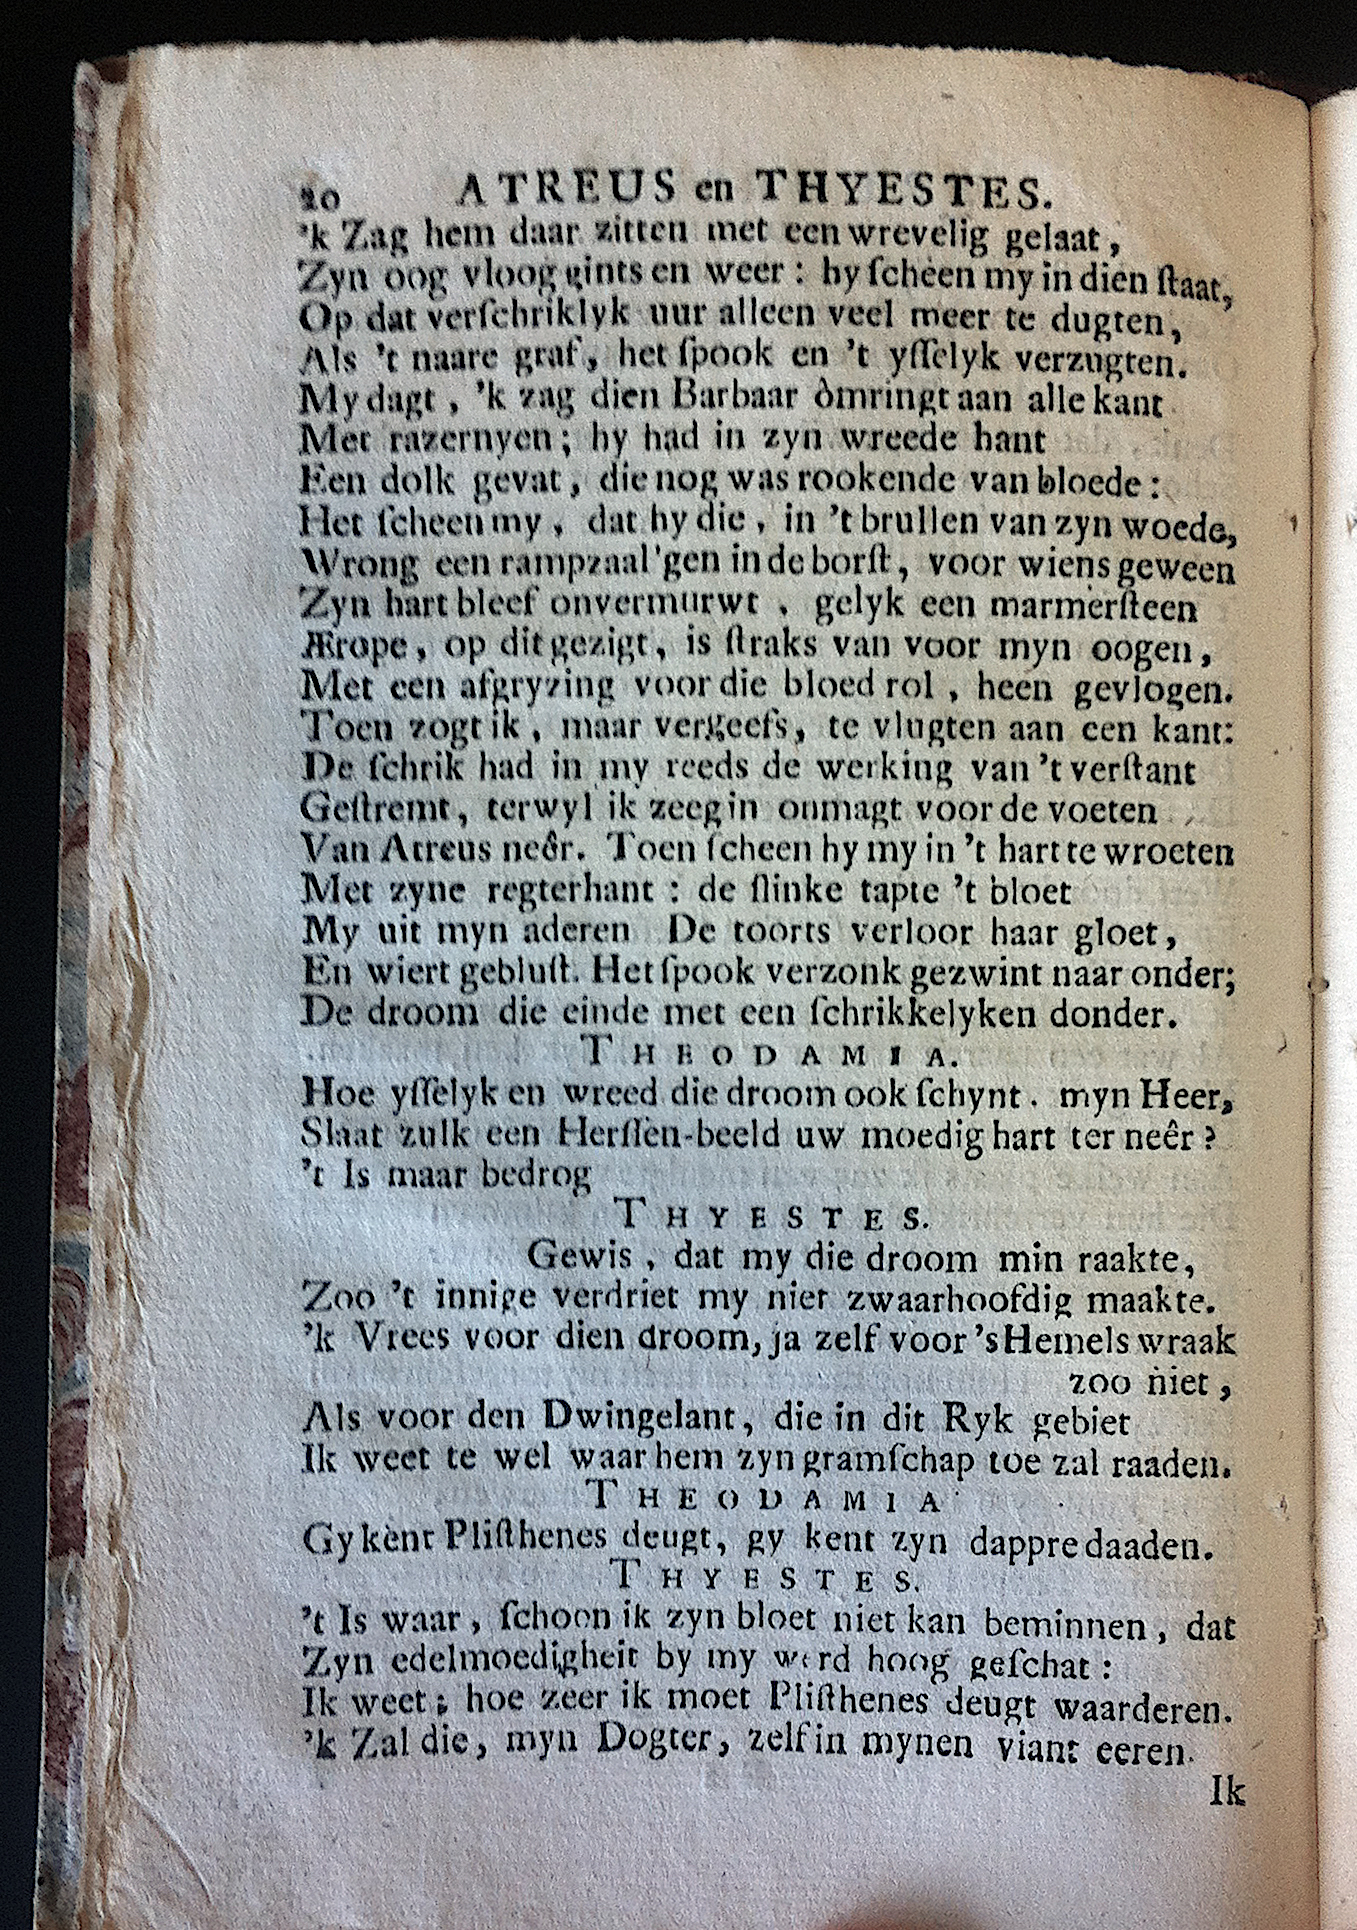 20 ATREUS en THYESTES.
'k Zag hem daar zitten met een wrevelig gelaat,
Zyn oog vloog gints en weer: hy ſcheen my in dien ſtaat,
Op dat verſchriklyk uur alleen veel meer te dugten,
Als 't naare graf, het ſpook en 't yſſelyk verzugten.
My dagt, 'k zag dien Barbaar òmringt aan alle kant
Met razernyen; hy had in zyn wreede hant
Een dolk gevat, die nog was rookende van bloede:
Het ſcheen my, dat hy die, in 't brullen van zyn woede,
Wrong een rampzaal'gen in de borſt, voor wiens geween
Zyn hart bleef onvermurwt, gelyk een marmerſteen
Ærope, op dit gezigt, is ſtraks van voor myn oogen,
Met een afgryzing voor die bloed rol, heen gevlogen.
Toen zogt ik, maar vergeefs, te vlugten aan een kant:
De ſchrik had in my reeds de werking van 't verſtant
Geſtremt, terwyl ik zeeg in onmagt voor de voeten
Van Atreus neêr. Toen ſcheen hy my in 't hart te wroeten
Met zyne regterhant: de ſlinke tapte 't bloet
My uit myn aderen De toorts verloor haar gloet,
En wiert gebluſt. Het ſpook verzonk gezwint naar onder;
De droom die einde met een ſchrikkelyken donder.
THEODAMIA.
Hoe yſſelyk en wreed die droom ook ſchynt. myn Heer,
Slaat zulk een Herſſen-beeld uw moedig hart ter neêr?
't Is maar bedrog
THYESTES.
Gewis, dat my die droom min raakte,
Zoo 't innige verdriet my niet zwaarhoofdig maakte.
'k Vrees voor dien droom, ja zelf voor 's Hemels wraak
zoo niet,
Als voor den Dwingelant, die in dit Ryk gebiet
Ik weet te wel waar hem zyn gramſchap toe zal raaden.
THEODAMIA
Gy kent Pliſthenes deugt, gy kent zyn dappre daaden.
THYESTES.
't Is waar, ſchoon ik zyn bloet niet kan beminnen, dat
Zyn edelmoedigheit by my werd hoog geſchat:
Ik weet; hoe zeer ik moet Pliſthenes deugt waarderen.
'k Zal die, myn Dogter, zelf in mynen viant eeren.
Ik